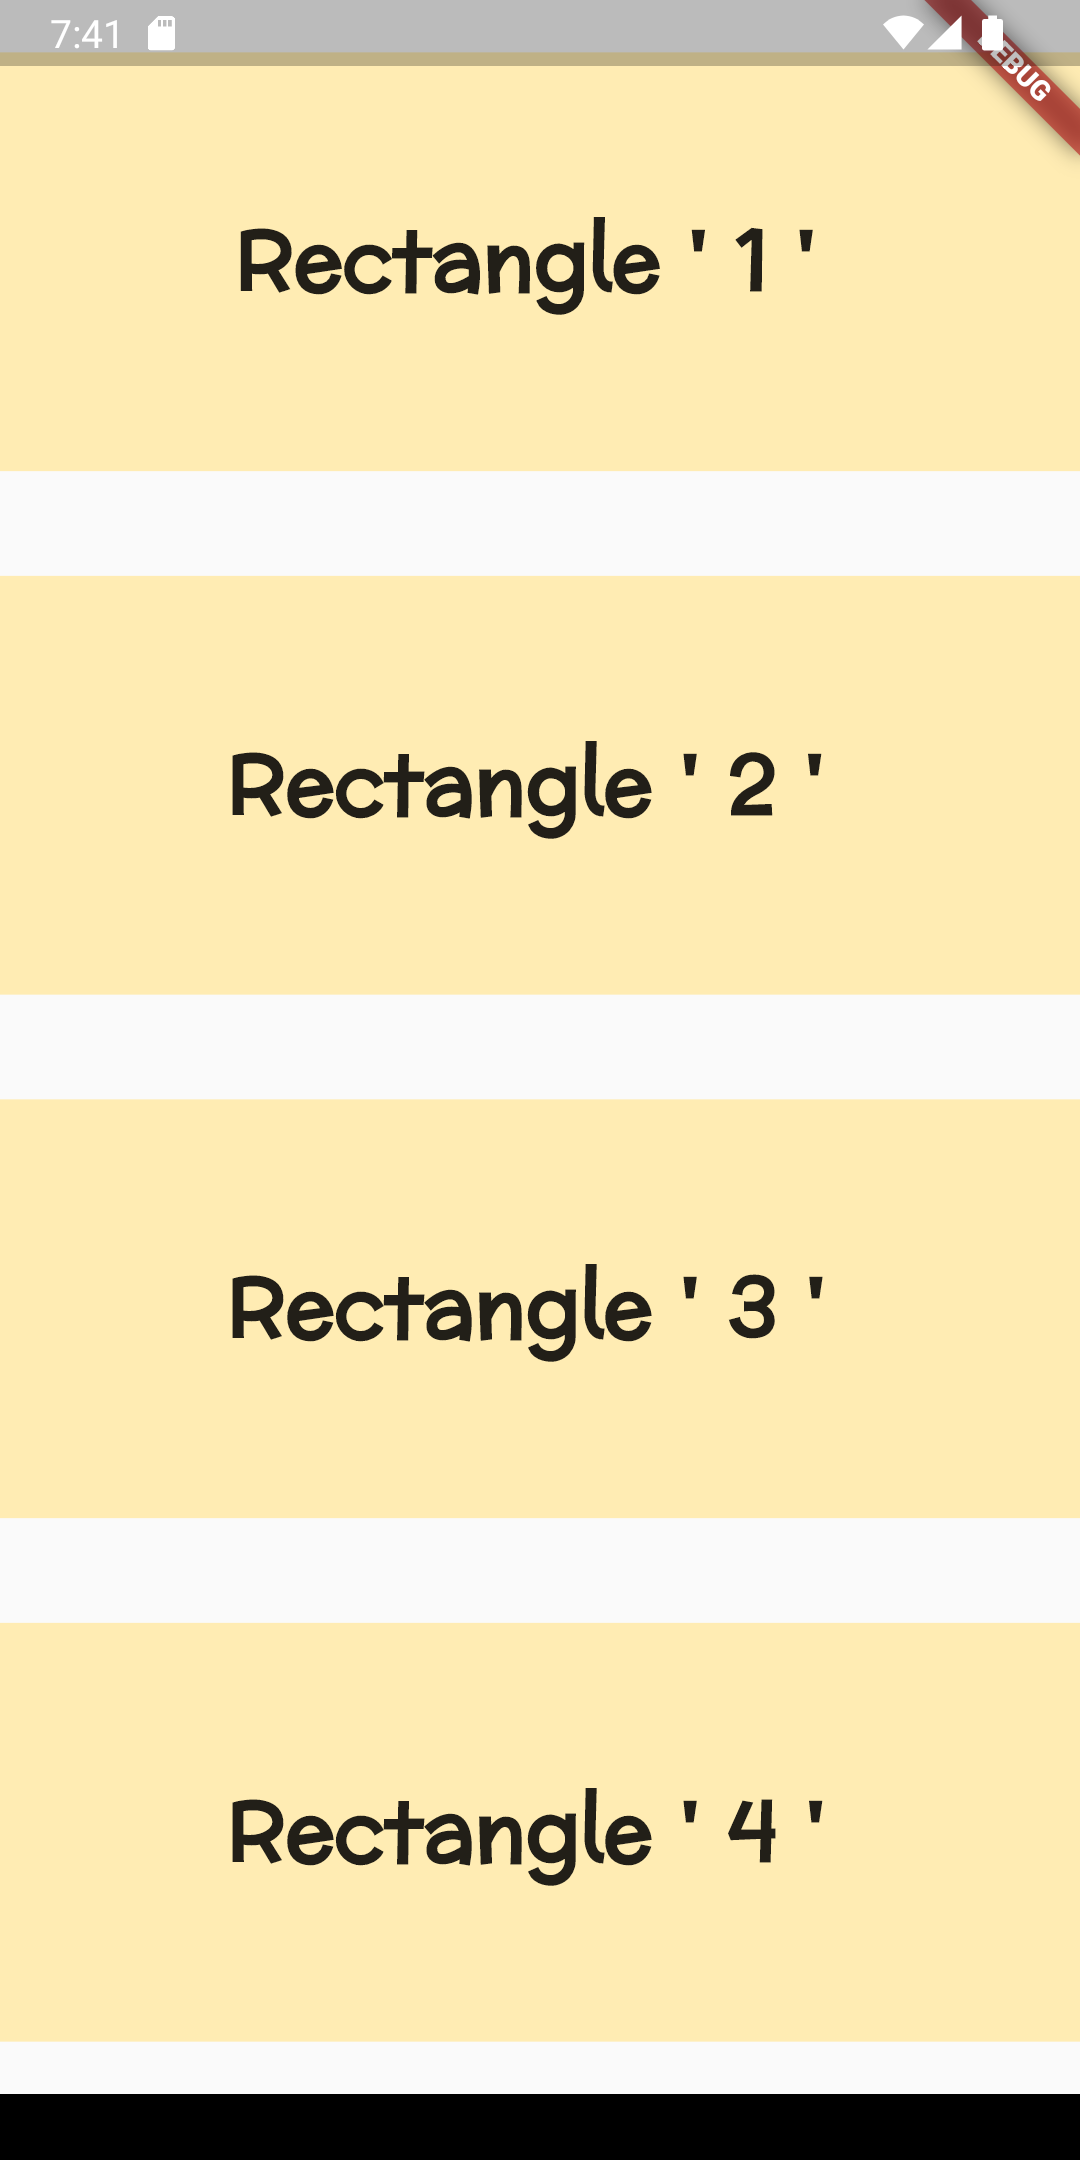 7:41
DEBUG
Rectangle ' 1 '
Rectangle ' 2 '
Rectangle ' 3 '
Rectangle ' 4 '